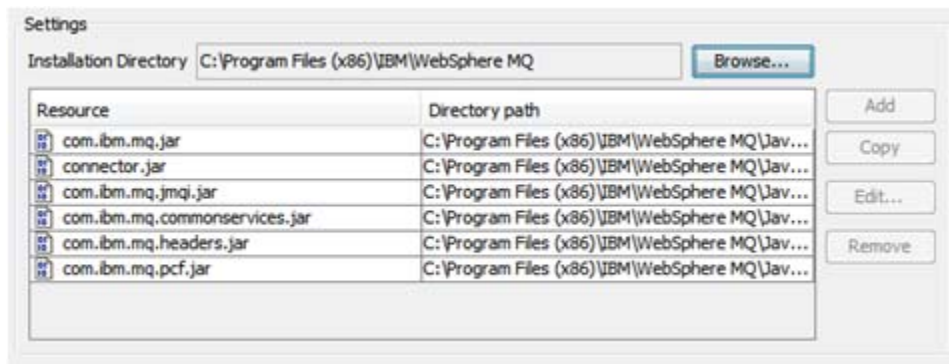 Settings
Installation Directory C:\Program Files (x86)\IBM\WebSphere MQ Browse...
Resource Directory path Add
com.ibm.mq.jar C:\Program Files (x86)\IBM\WebSphere MQ\Jav...
connector.jar C:\Program Files (x86)\IBM\WebSphere MQ\Jav... Copy
com.ibm.mq.jmqi.jar C:\Program Files (x86)\IBM\WebSphere MQ\Jav... Edit...
com.ibm.mq.commonservices.jar C:\Program Files (x86)\IBM\WebSphere MQ\Jav...
com.ibm.mq.headers.jar C:\Program Files (x86)\IBM\WebSphere MQ\Jav... Remove
com.ibm.mq.pcf.jar C:\Program Files (x86)\IBM\WebSphere MQ\Jav...